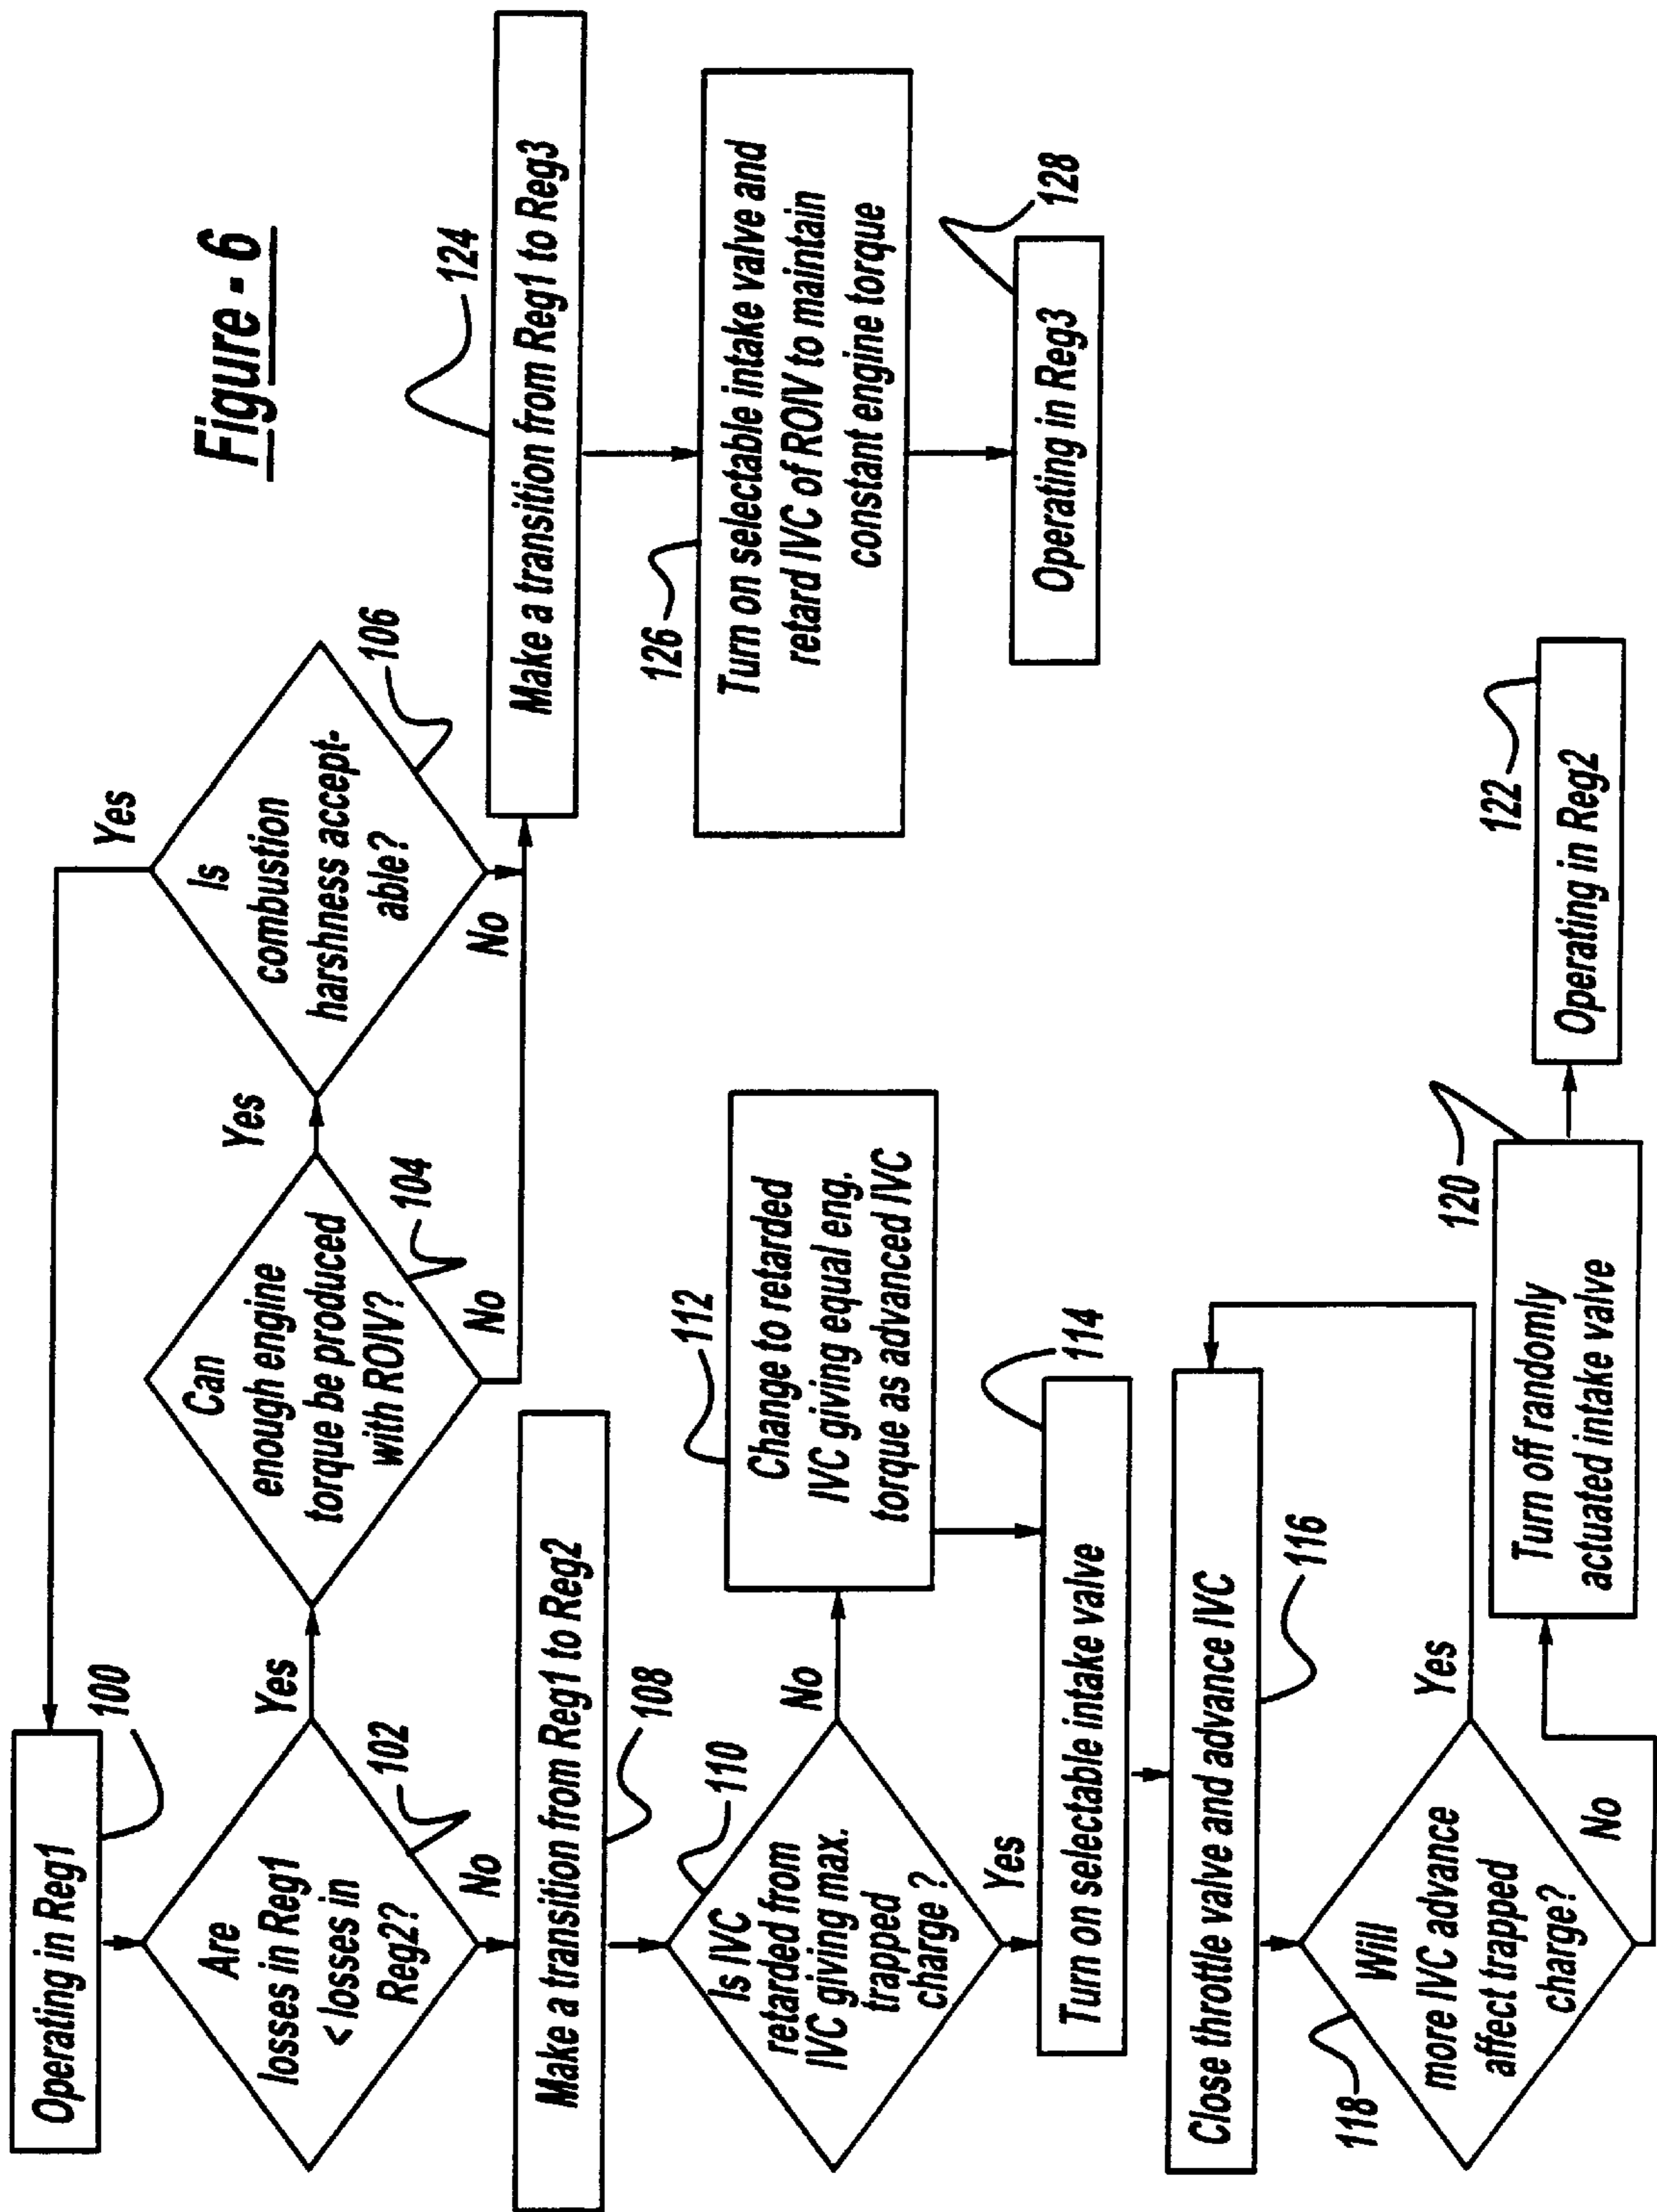 Figure - 6
Operating in Reg1
100
Are
losses in Reg1
< losses in
Reg2?
102
Yes
No
Can
enough engine
torque be produced
with ROIV?
104
Yes
No
Is
combustion
harshness accept-
able?
106
Yes
No
Make a transition from Reg1 to Reg2
108
Is IVC
retarded from
IVC giving max.
trapped
charge ?
110
No
Yes
Change to retarded
IVC giving equal eng.
torque as advanced IVC
112
Turn on selectable intake valve
114
Close throttle valve and advance IVC
116
Will
more IVC advance
affect trapped
charge?
118
Yes
No
Turn off randomly
actuated intake valve
120
Operating in Reg2
122
Make a transition from Reg1 to Reg3
124
Turn on selectable intake valve and
retard IVC of ROIV to maintain
constant engine torque
126
Operating in Reg3
128